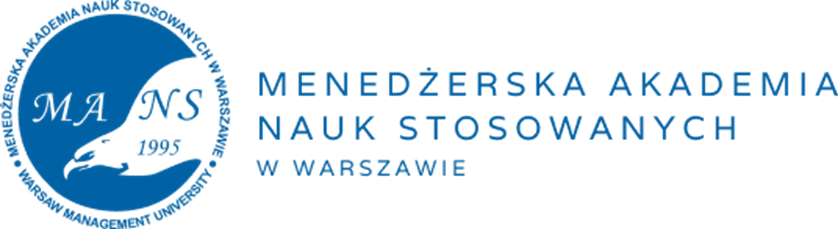 MENEDŻERSKA AKADEMIA NAUK STOSOWANYCH W WARSZAWIE
MA NS
1995
WARSAW MANAGEMENT UNIVERSITY
MENEDŻERSKA AKADEMIA
NAUK STOSOWANYCH
W WARSZAWIE